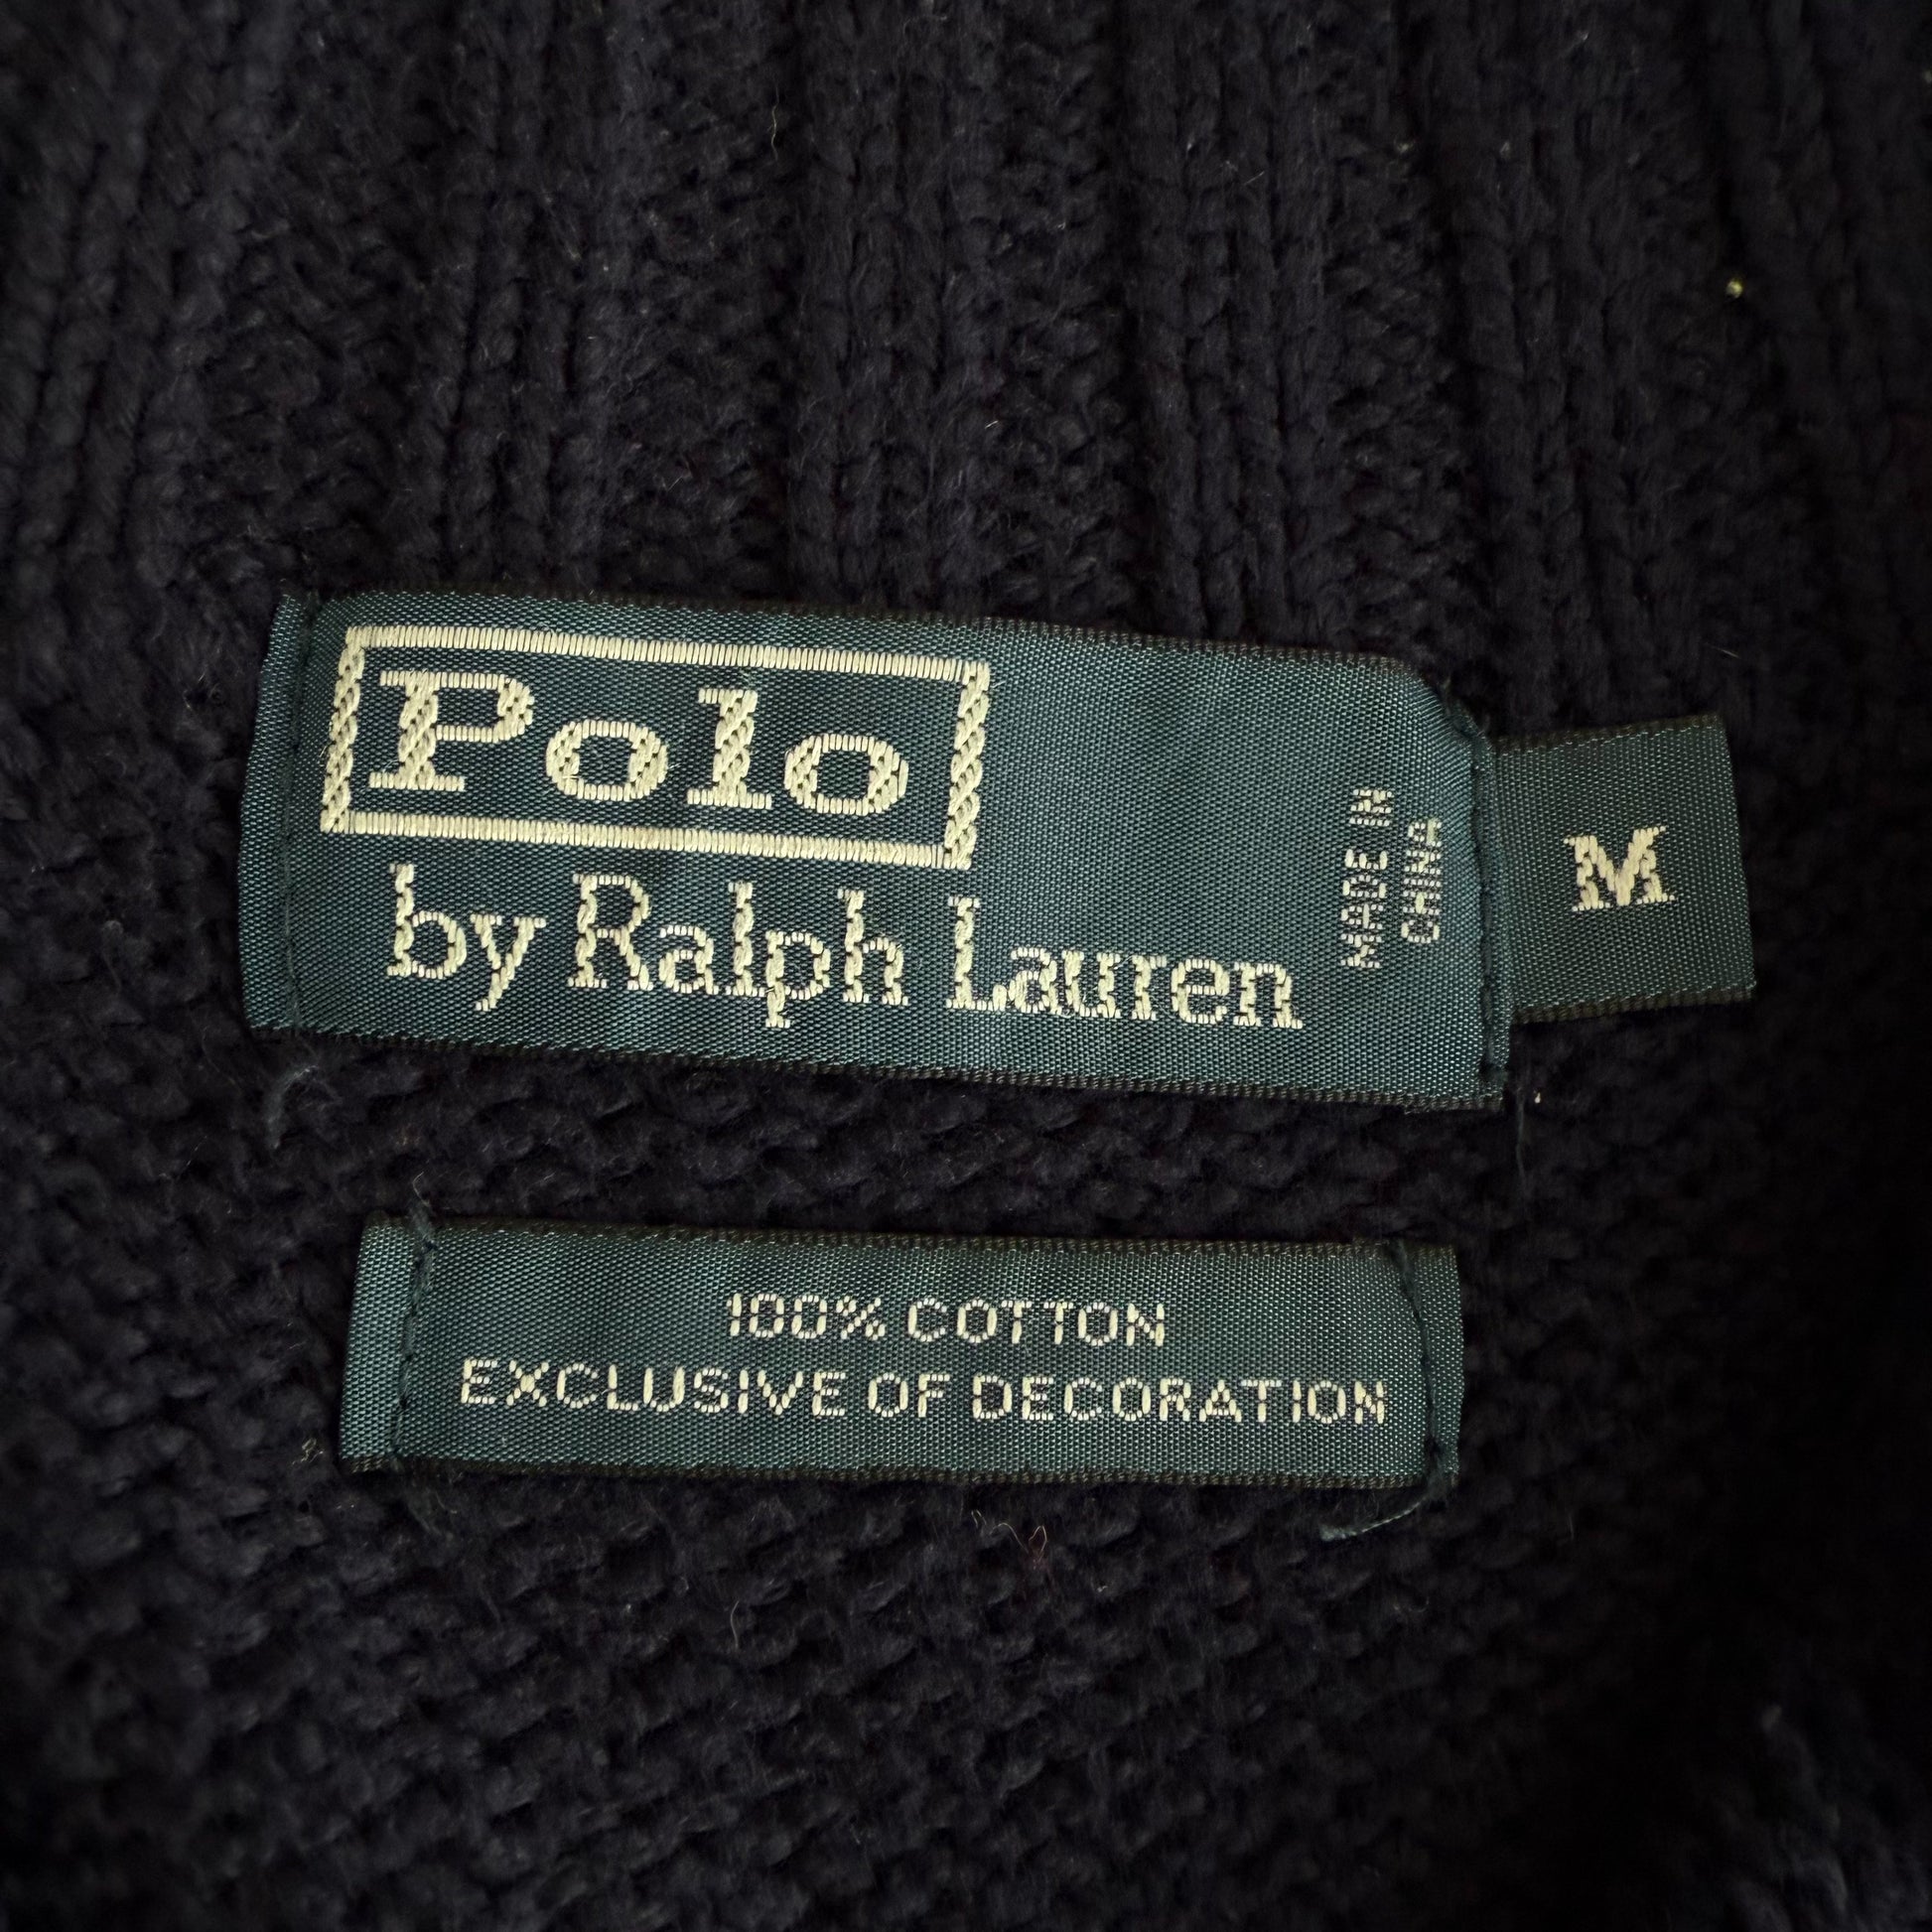 Polo
by Ralph Lauren
MADE IN
CHINA
M
100% COTTON
EXCLUSIVE OF DECORATION